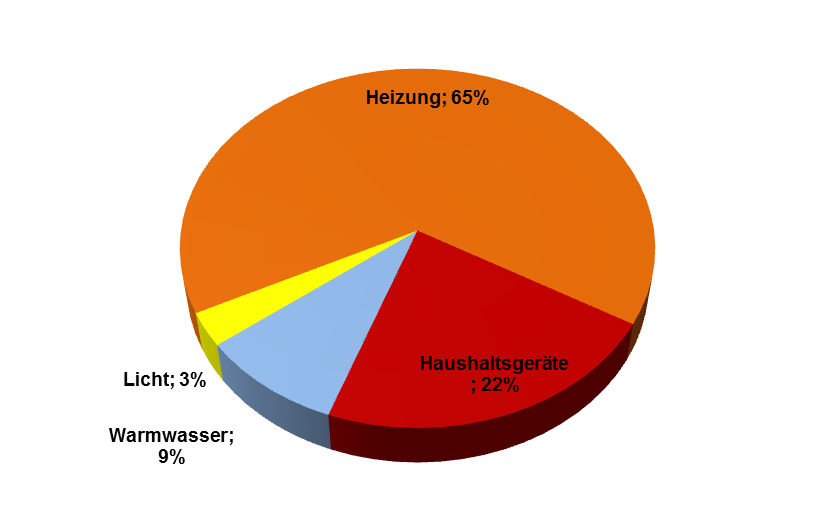 Heizung; 65%
Haushaltsgeräte
; 22%
Licht; 3%
Warmwasser;
9%